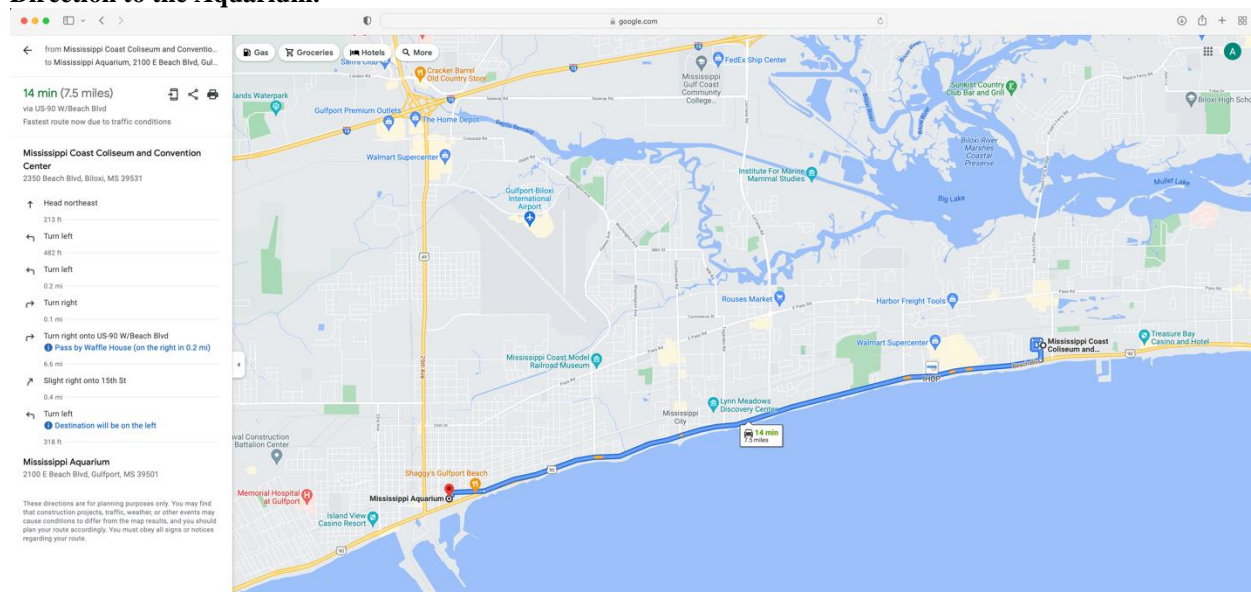 Direction to the Aquarium.
google.com
from Mississippi Coast Coliseum and Conventio...
to Mississippi Aquarium, 2100 E Beach Blvd, Gul...
14 min (7.5 miles)
via US-90 W/Beach Blvd
Fastest route now due to traffic conditions
Mississippi Coast Coliseum and Convention
Center
2350 Beach Blvd, Biloxi, MS 39531
Head northeast
213 ft
Turn left
482 ft
Turn left
0.2 mi
Turn right
0.1 mi
Turn right onto US-90 W/Beach Blvd
Pass by Waffle House (on the right in 0.2 mi)
6.6 mi
Slight right onto 15th St
0.4 mi
Turn left
Destination will be on the left
318 ft
Mississippi Aquarium
2100 E Beach Blvd, Gulfport, MS 39501
These directions are for planning purposes only. You may find
that construction projects, traffic, weather, or other events may
cause conditions to differ from the map results, and you should
plan your route accordingly. You must obey all signs or notices
regarding your route.
Gas
Groceries
Hotels
More
A
Cracker Barrel
Old Country Store
lands Waterpark
Gulfport Premium Outlets
The Home Depot
Walmart Supercenter
Gulfport-Biloxi
International
Airport
FedEx Ship Center
Mississippi
Gulf Coast
Community
College...
Sunkist Country
Club Bar and Grill
Biloxi High Scho
Biloxi River
Marshes
Coastal
Preserve
Institute For Marine
Mammal Studies
Big Lake
Mullet Lake
49
Rouses Market
Harbor Freight Tools
Walmart Supercenter
Mississippi Coast
Coliseum and...
Treasure Bay
Casino and Hotel
90
IHOP
Mississippi Coast Model
Railroad Museum
Lynn Meadows
Discovery Center
Mississippi
City
14 min
7.5 miles
val Construction
Battalion Center
Shaggy's Gulfport Beach
90
Memorial Hospital
at Gulfport
Mississippi Aquarium
Island View
Casino Resort
90